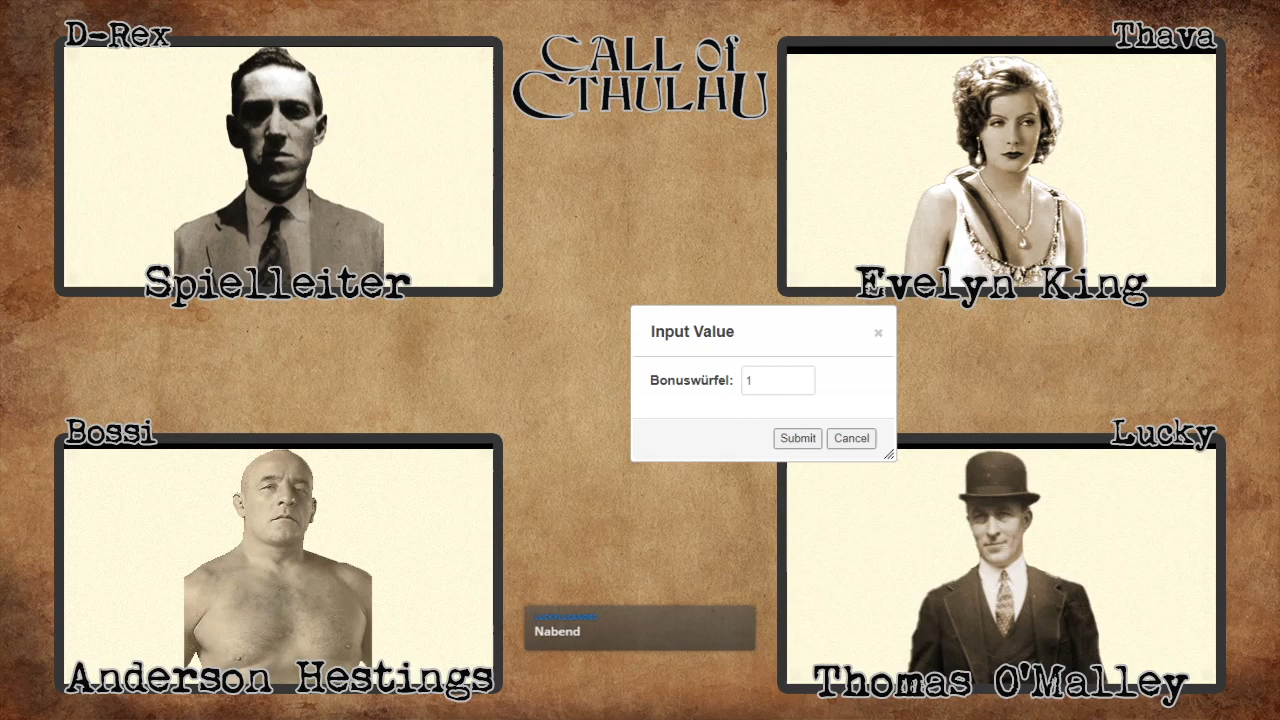 D-Rex
Thava
CALL of
CTHULHU
Spielleiter
Evelyn King
Input Value
Bonuswürfel: 1
Submit Cancel
Bossi
Lucky
Nabend
Anderson Hestings
Thomas O'Malley